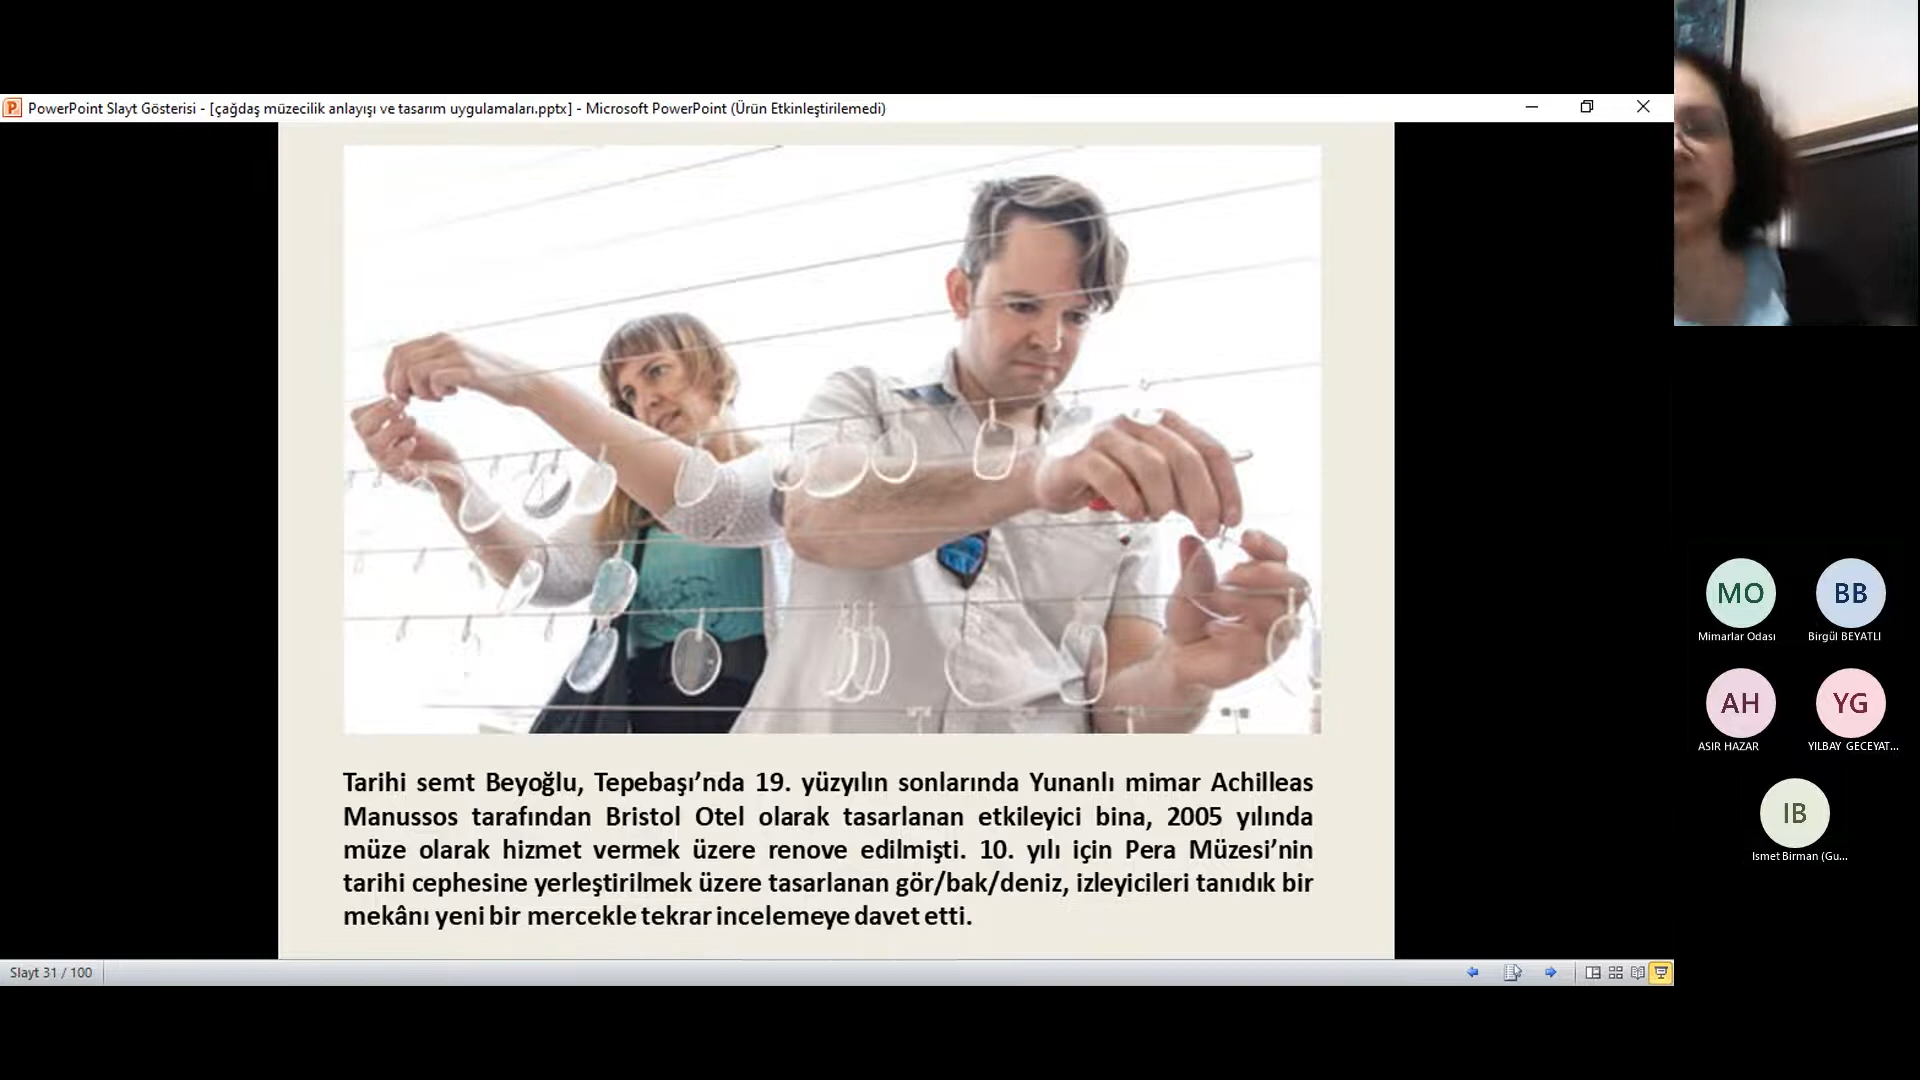 PowerPoint Slayt Gösterisi - [çağdaş müzecilik anlayışı ve tasarım uygulamaları.pptx] - Microsoft PowerPoint (Ürün Etkinleştirilemedi)
Tarihi semt Beyoğlu, Tepebaşı’nda 19. yüzyılın sonlarında Yunanlı mimar Achilleas
Manussos tarafından Bristol Otel olarak tasarlanan etkileyici bina, 2005 yılında
müze olarak hizmet vermek üzere renove edilmişti. 10. yılı için Pera Müzesi’nin
tarihi cephesine yerleştirilmek üzere tasarlanan gör/bak/deniz, izleyicileri tanıdık bir
mekânı yeni bir mercekle tekrar incelemeye davet etti.
Slayt 31 / 100
MO
Mimarlar Odası
BB
Birgül BEYATLI
AH
ASIR HAZAR
YG
YILBAY GECEYAT...
IB
Ismet Birman (Gu...